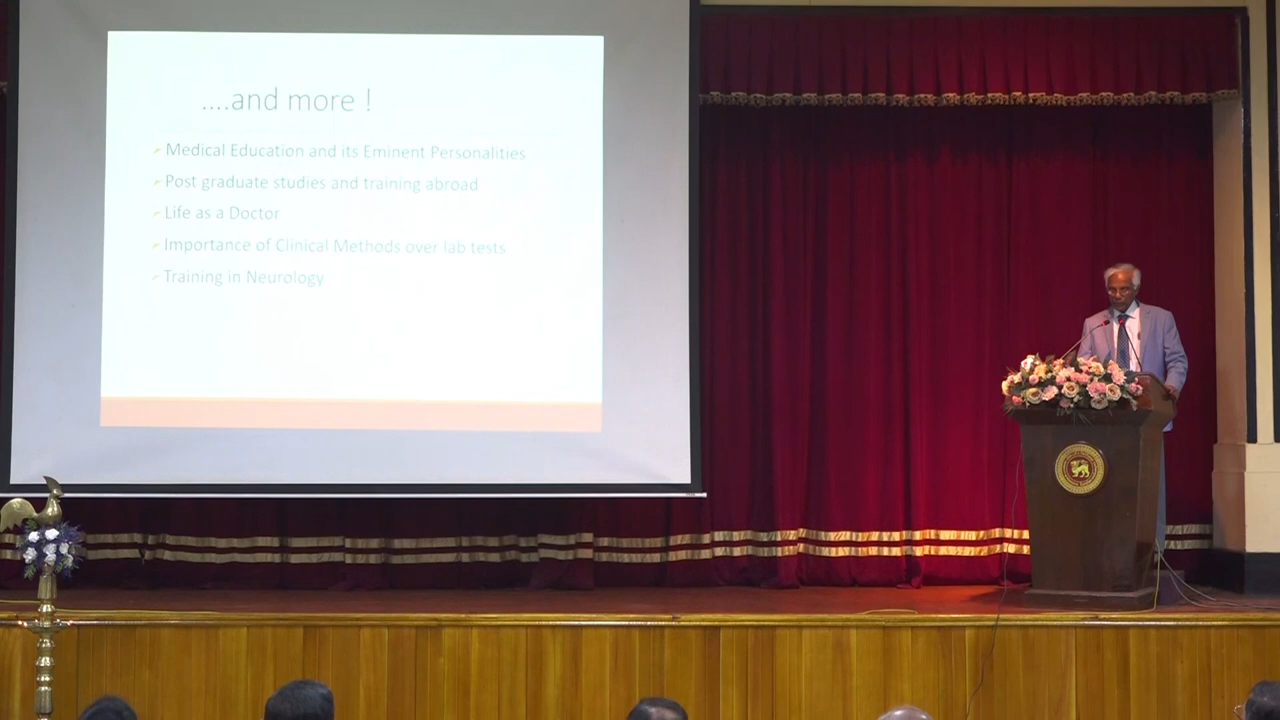 ....and more !
Medical Education and its Eminent Personalities
Post graduate studies and training abroad
Life as a Doctor
Importance of Clinical Methods over lab tests
Training in Neurology